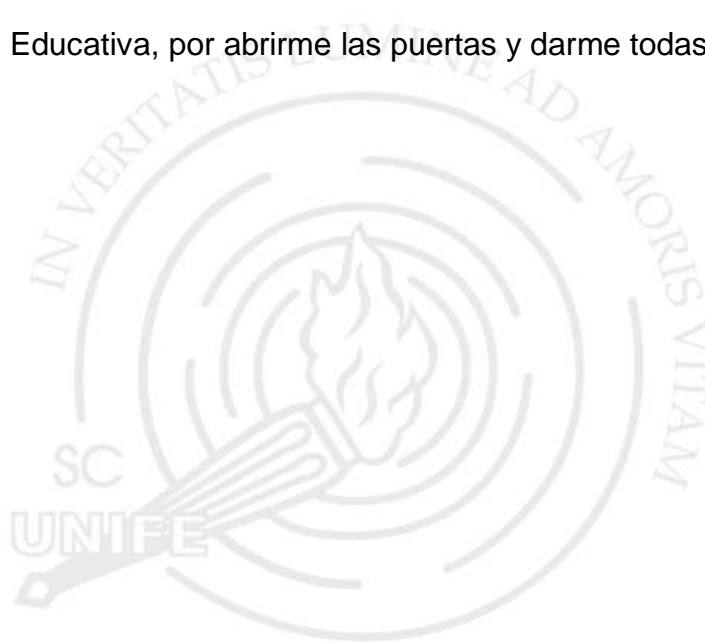 Educativa, por abrirme las puertas y darme todas
IN VERITATIS LUMINE AD AMORIS VITAM
SC
UNIFE